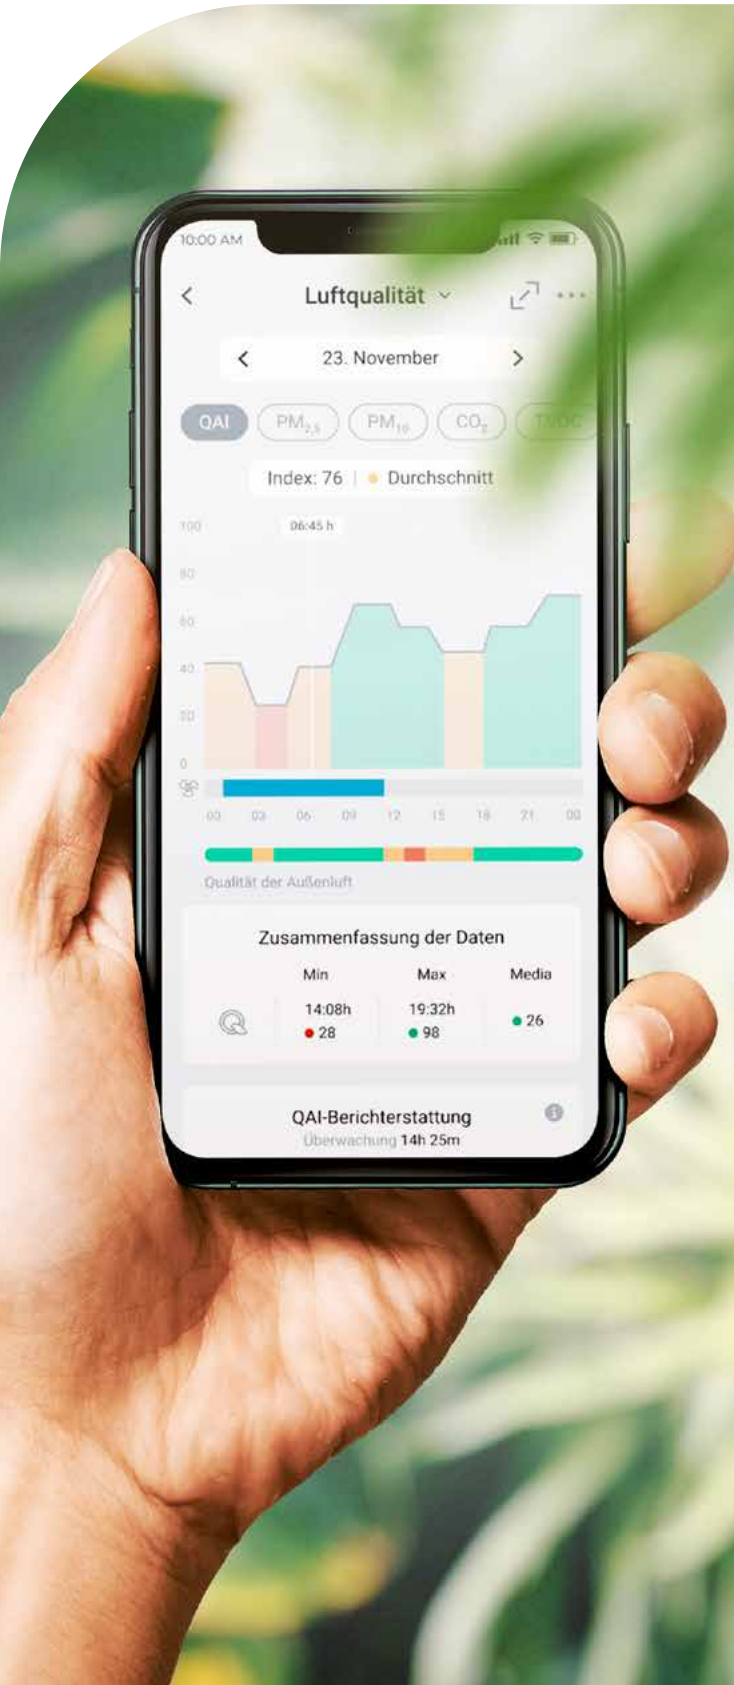 10:00 AM
Luftqualität
23. November
QAI PM2,5 PM10 CO2 TVOC
Index: 76 Durchschnitt
100 06:45 h
80
60
40
20
0
00 03 06 09 12 15 18 21 00
Qualität der Außenluft
Zusammenfassung der Daten
Min Max Media
14:08h 19:32h
28 98 26
QAI-Berichterstattung
Überwachung 14h 25m